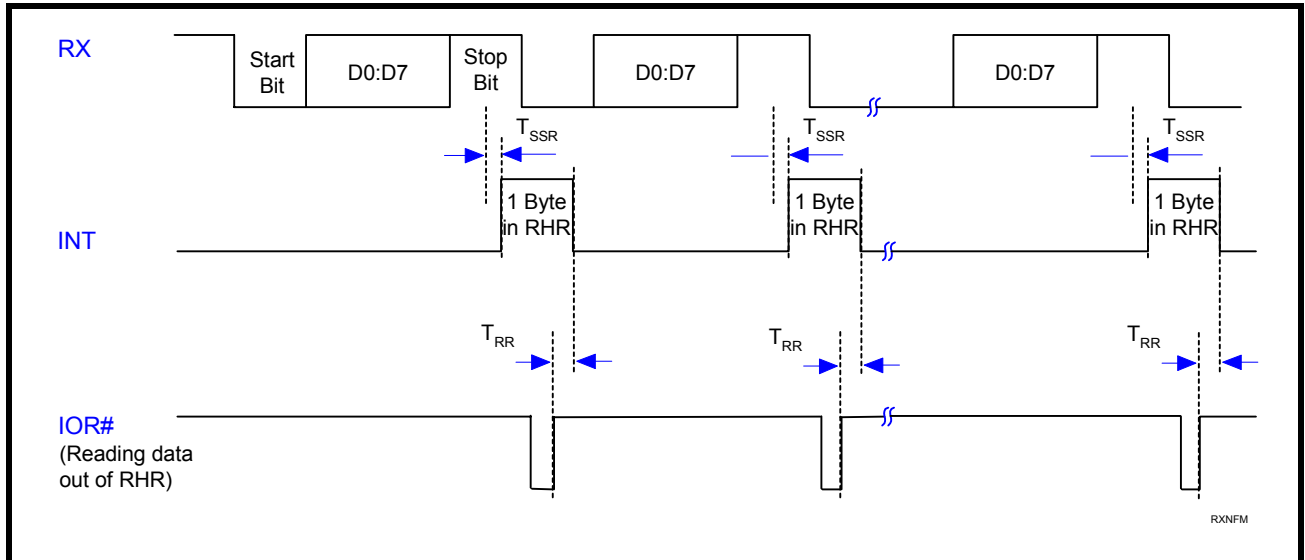 RX
Start
Bit
D0:D7
Stop
Bit
D0:D7
D0:D7
TSSR
TSSR
TSSR
INT
1 Byte
in RHR
1 Byte
in RHR
1 Byte
in RHR
TRR
TRR
TRR
IOR#
(Reading data
out of RHR)
RXNFM